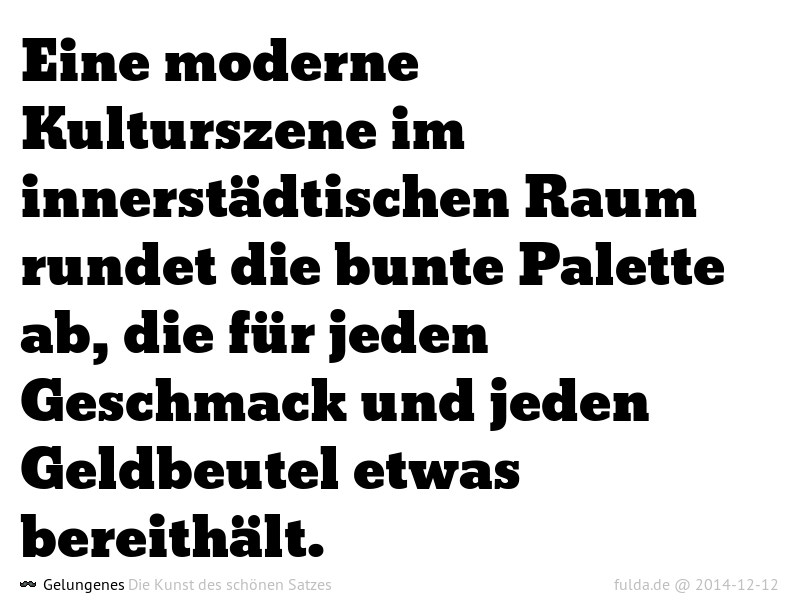 Eine moderne
Kulturszene im
innerstädtischen Raum
rundet die bunte Palette
ab, die für jeden
Geschmack und jeden
Geldbeutel etwas
bereithält.
Gelungenes Die Kunst des schönen Satzes fulda.de @ 2014-12-12